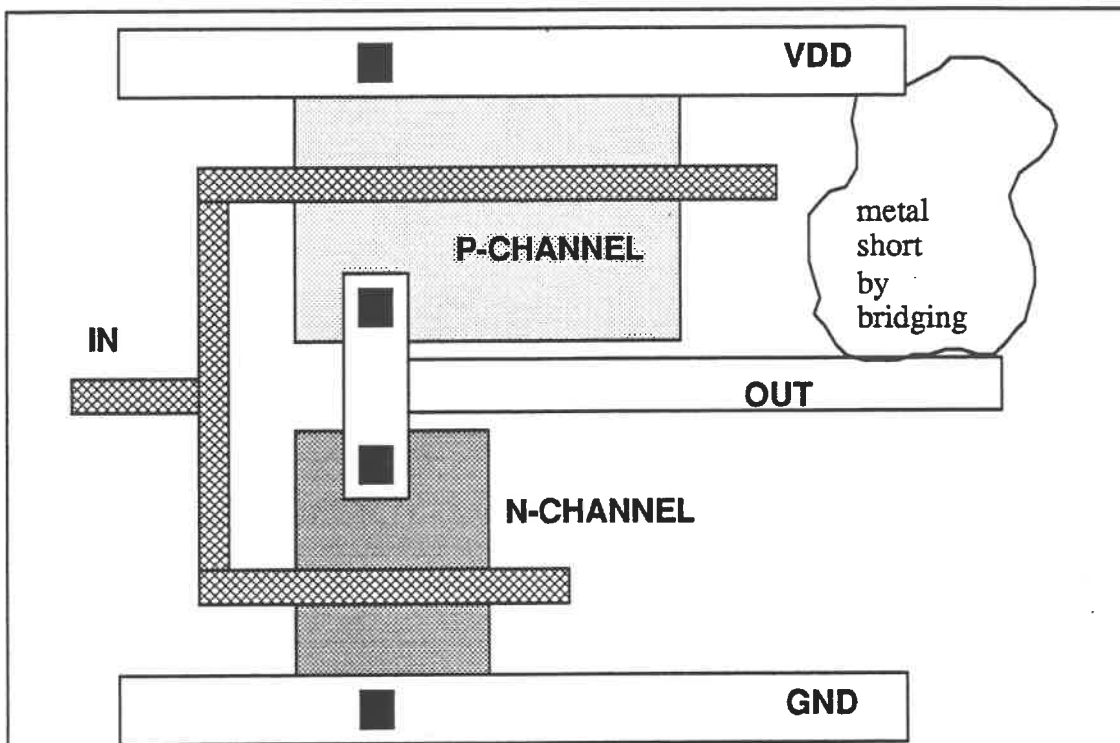 VDD
metal
short
by
bridging
P-CHANNEL
IN
OUT
N-CHANNEL
GND